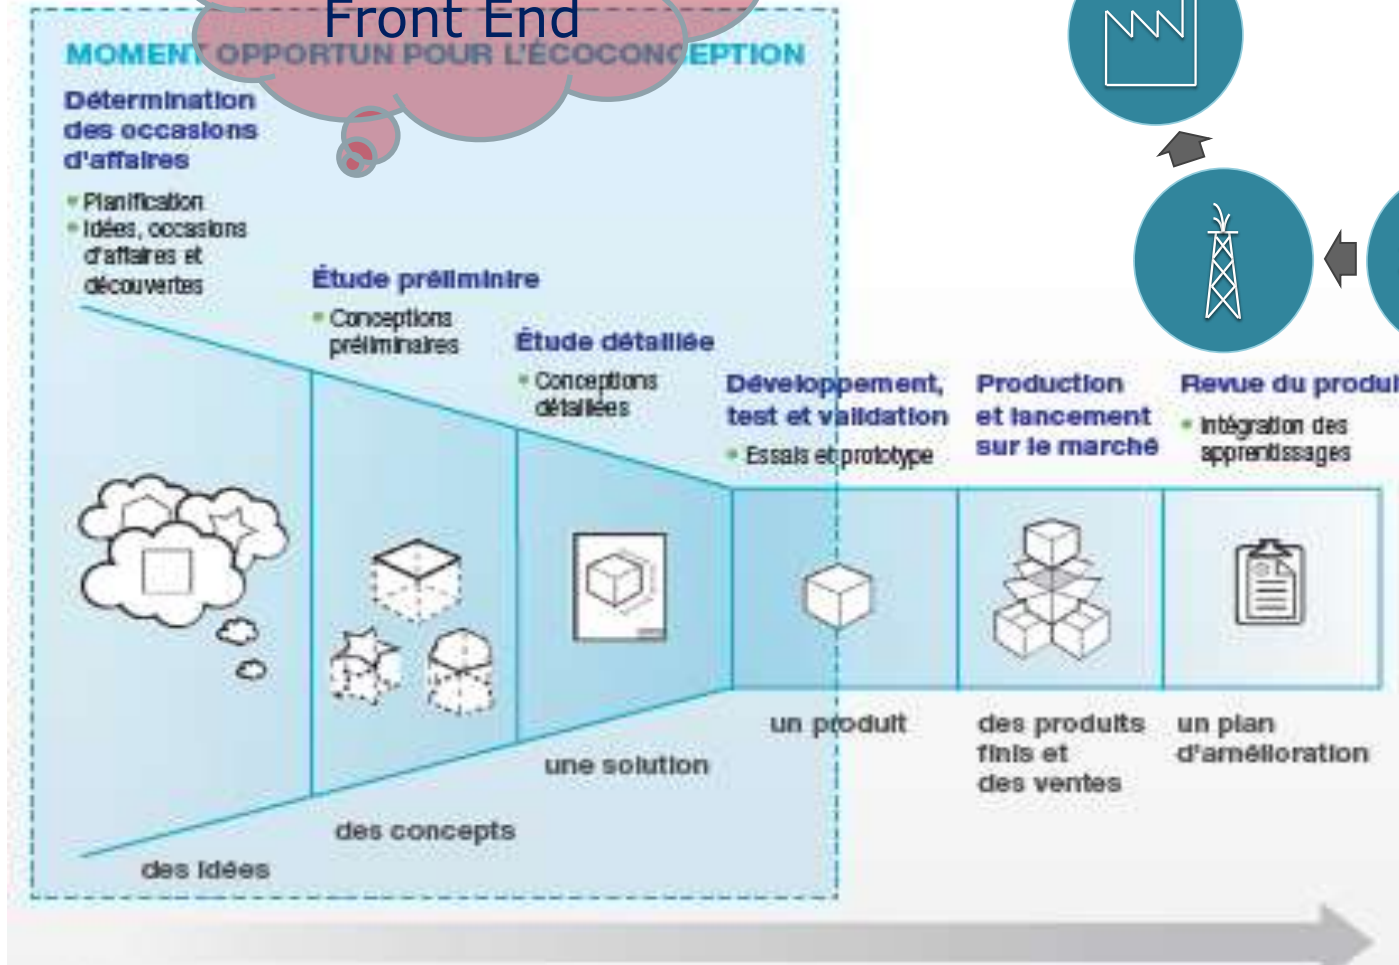 Front End
MOMENT OPPORTUN POUR L'ÉCOCONCEPTION
Détermination
des occasions
d'affaires
Planification
Idées, occasions
d'affaires et
découvertes
Étude préliminire
Conceptions
préliminaires
Étude détaillée
Conceptions
détaillées
Développement,
test et validation
Essais et prototype
Production
et lancement
sur le marché
Revue du produi
Intégration des
apprentissages
des idées
des concepts
une solution
un produit
des produits
finis et
des ventes
un plan
d'amélioration